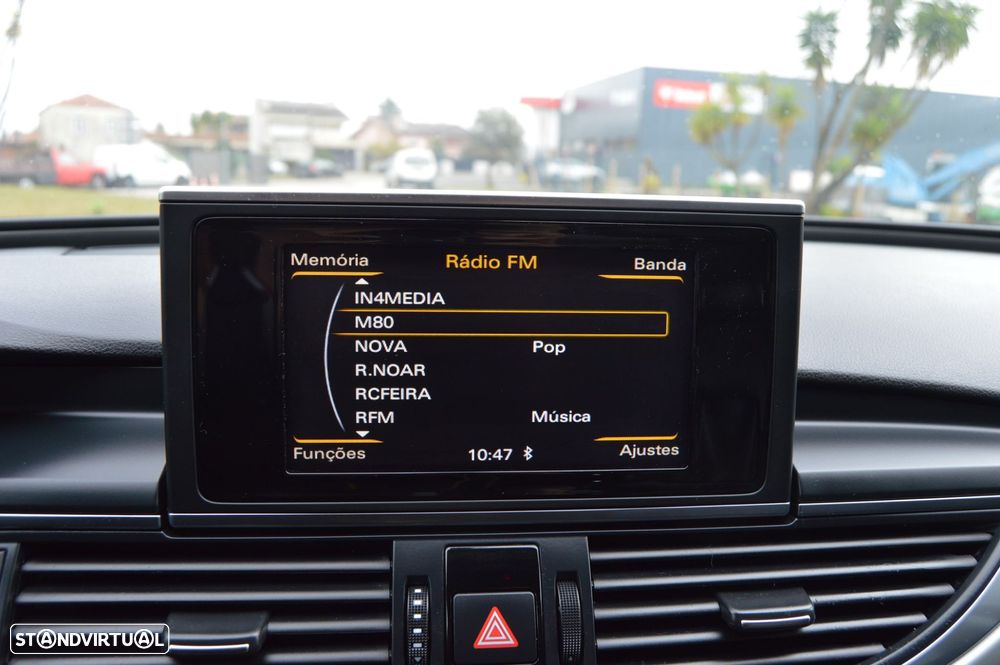 Memória Rádio FM Banda
IN4MEDIA
M80
NOVA Pop
R.NOAR
RCFEIRA
RFM Música
Funções 10:47 Ajustes
STANDVIRTUAL